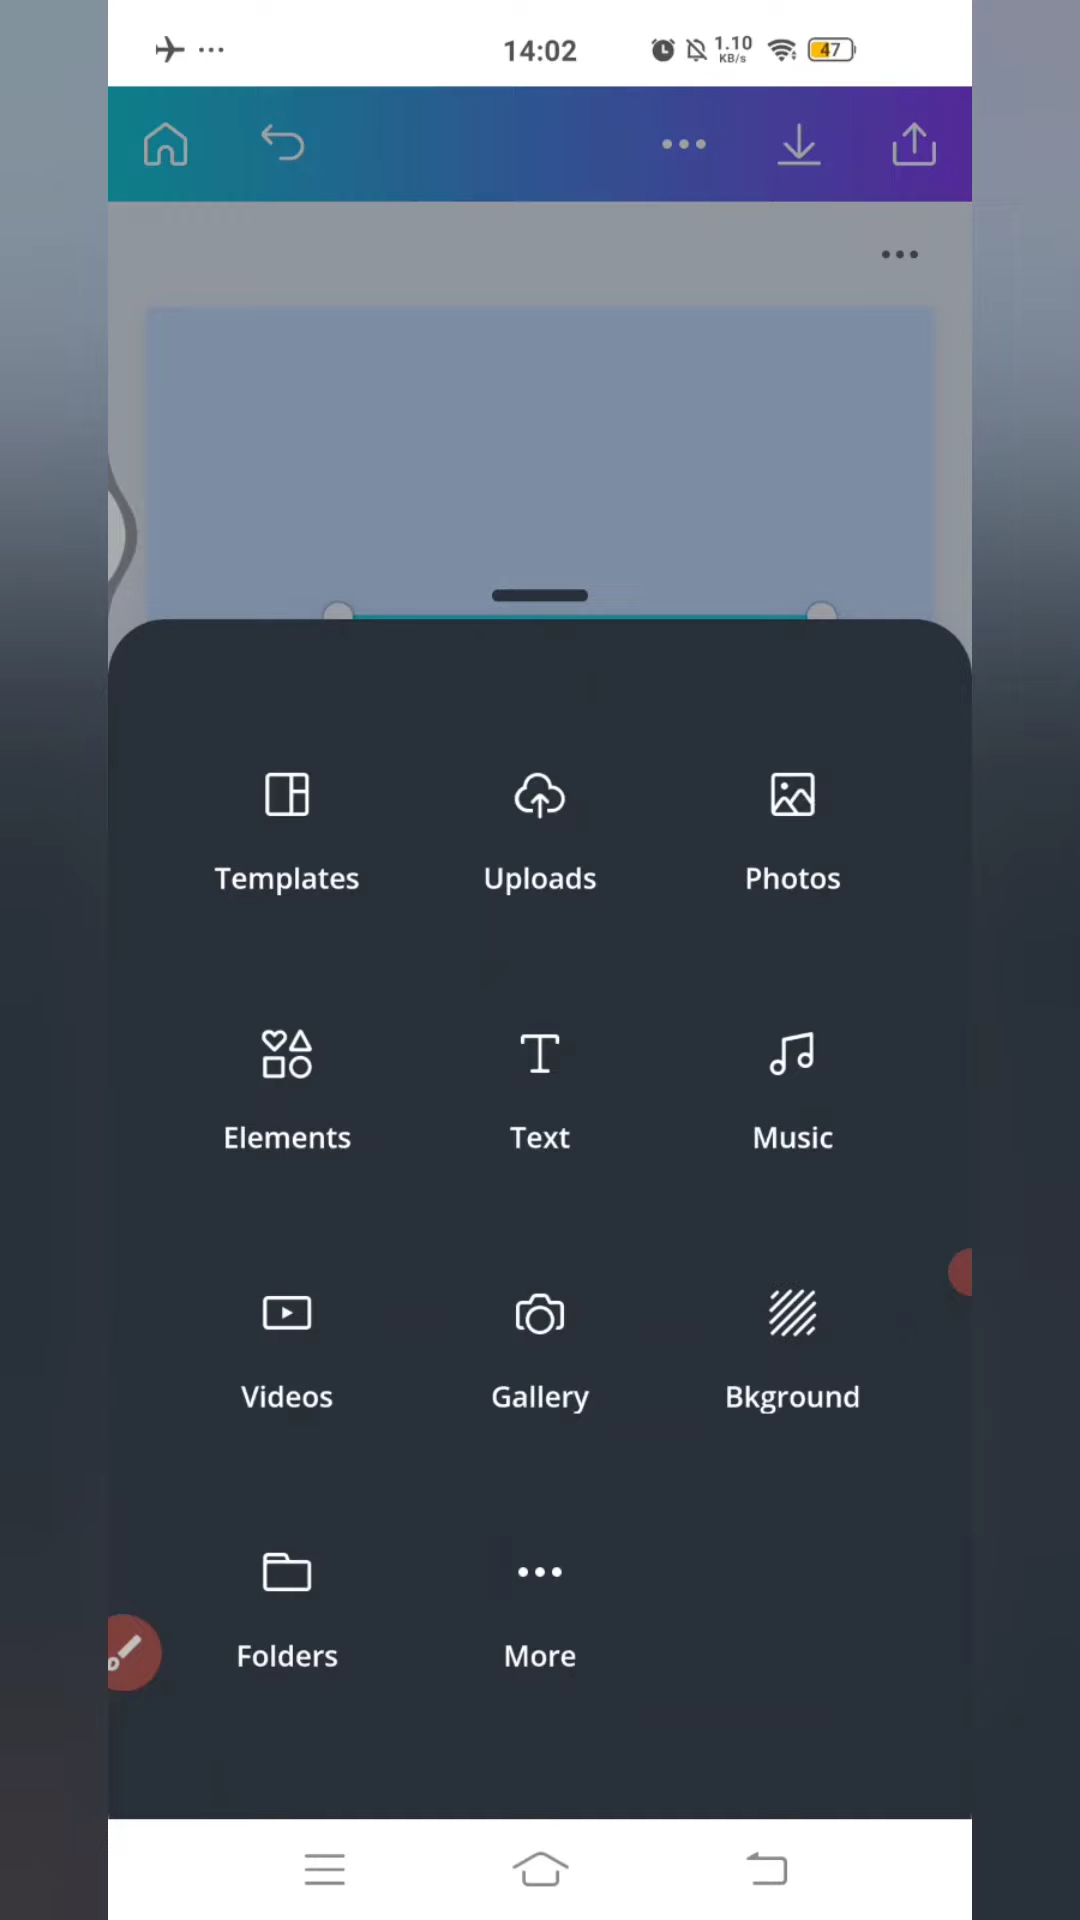 14:02 1.10 KB/s 47
Templates Uploads Photos
Elements Text Music
Videos Gallery Bkground
Folders More